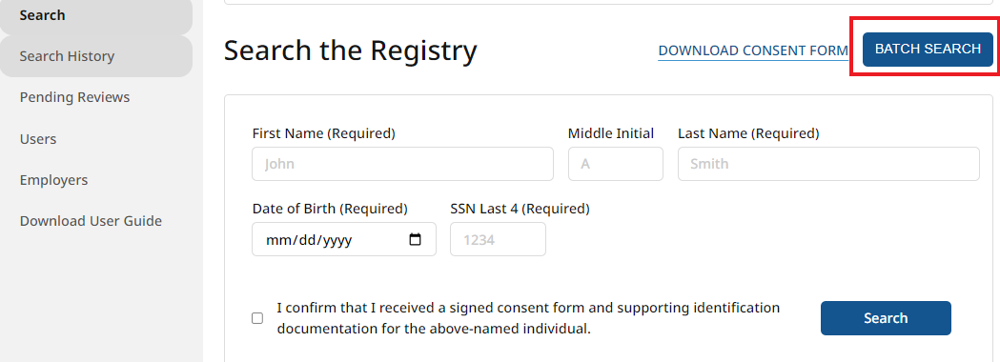 Search
Search History
Pending Reviews
Users
Employers
Download User Guide
Search the Registry
DOWNLOAD CONSENT FORM
BATCH SEARCH
First Name (Required)
Middle Initial
Last Name (Required)
John
A
Smith
Date of Birth (Required)
SSN Last 4 (Required)
mm/dd/yyyy
1234
I confirm that I received a signed consent form and supporting identification
documentation for the above-named individual.
Search